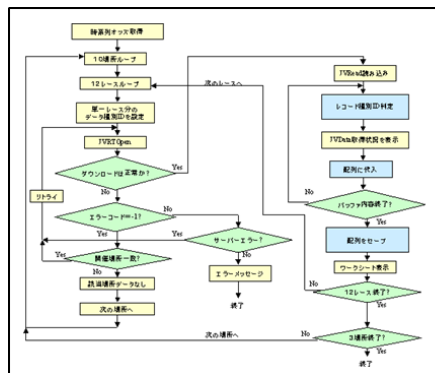 時系列オッズ取得
10場所ループ
12レースループ
単一レース分の
データ種別IDを設定
JVRTOpen
ダウンロードは正常か?
Yes
No
リトライ
エラーコード=-1?
No
Yes
サーバーエラー?
Yes
No
開催場所一致?
Yes
No
エラーメッセージ
終了
該当場所データなし
次の場所へ
次のレースへ
JVRead読み込み
レコード種別ID判定
JVData取得状況を表示
配列に代入
No
バッファ内容終了?
Yes
配列をセーブ
ワークシート表示
No
12レース終了?
Yes
次の場所へ
No
3場所終了?
Yes
終了